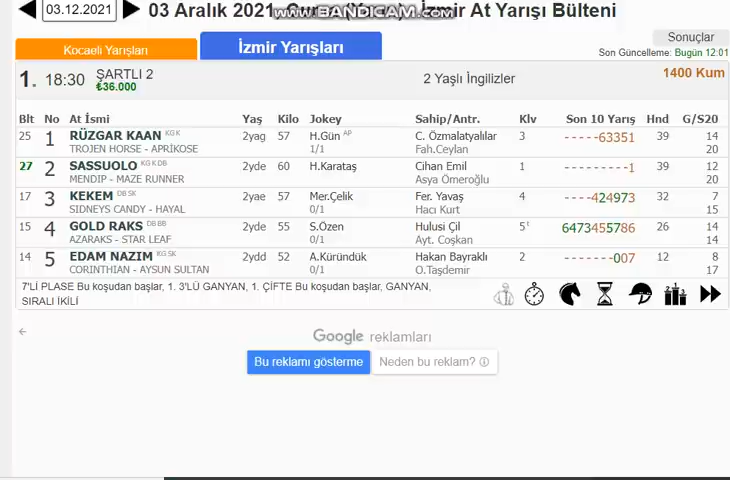 03.12.2021
03 Aralık 2021
WWW.BANDICAM.COM
İzmir At Yarışı Bülteni
Kocaeli Yarışları
İzmir Yarışları
Sonuçlar
Son Güncelleme: Bugün 12:01
1. 18:30 ŞARTLI 2 2 Yaşlı İngilizler 1400 Kum
₺36.000
Blt No At İsmi Yaş Kilo Jokey Sahip/Antr. Klv Son 10 Yarış Hnd G/S20
25 1 RÜZGAR KAAN KG K 2yag 57 H.Gün AP C. Özmalatyalılar 3 -----63351 39 14
TROJEN HORSE - APRİKOSE 1/1 Fah.Ceylan 20
27 2 SASSUOLO KG K DB 2yde 60 H.Karataş Cihan Emil 1 ---------1 39 12
MENDIP - MAZE RUNNER Asya Ömeroğlu 20
17 3 KEKEM DB SK 2yae 57 Mer.Çelik Fer. Yavaş 4 ----424973 32 7
SIDNEYS CANDY - HAYAL 0/1 Hacı Kurt 15
15 4 GOLD RAKS DB BB 2yde 55 S.Özen Hulusi Çil 5 t 6473455786 26 14
AZARAKS - STAR LEAF 0/1 Ayt. Coşkan 14
14 5 EDAM NAZIM KG SK 2ydd 52 A.Küründük Hakan Bayraklı 2 -------007 12 8
CORINTHIAN - AYSUN SULTAN 0/1 O.Taşdemir 17
7'Lİ PLASE Bu koşudan başlar, 1. 3'LÜ GANYAN, 1. ÇİFTE Bu koşudan başlar, GANYAN,
SIRALI İKİLİ
Google reklamları
Bu reklamı gösterme
Neden bu reklam?